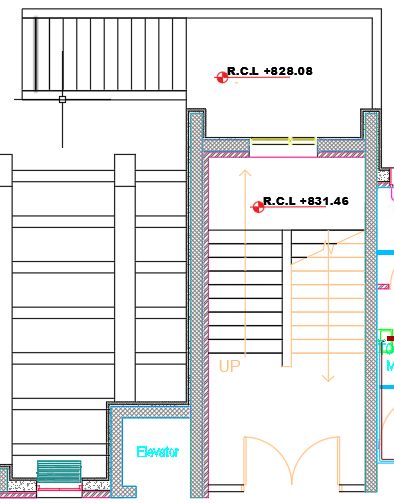 R.C.L +828.08
R.C.L +831.46
UP
Elevator